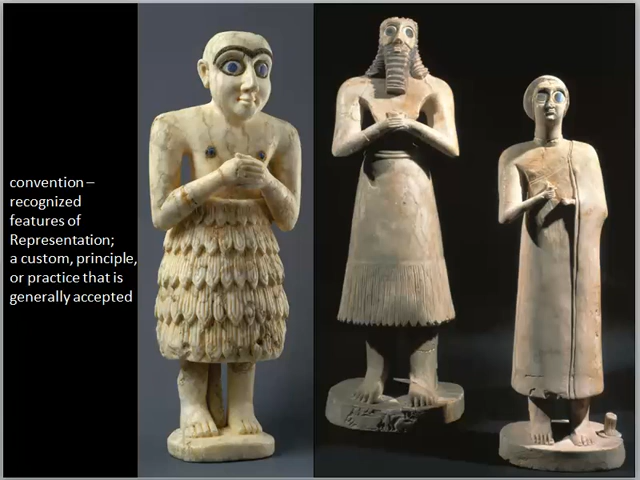 convention –
recognized
features of
Representation;
a custom, principle,
or practice that is
generally accepted